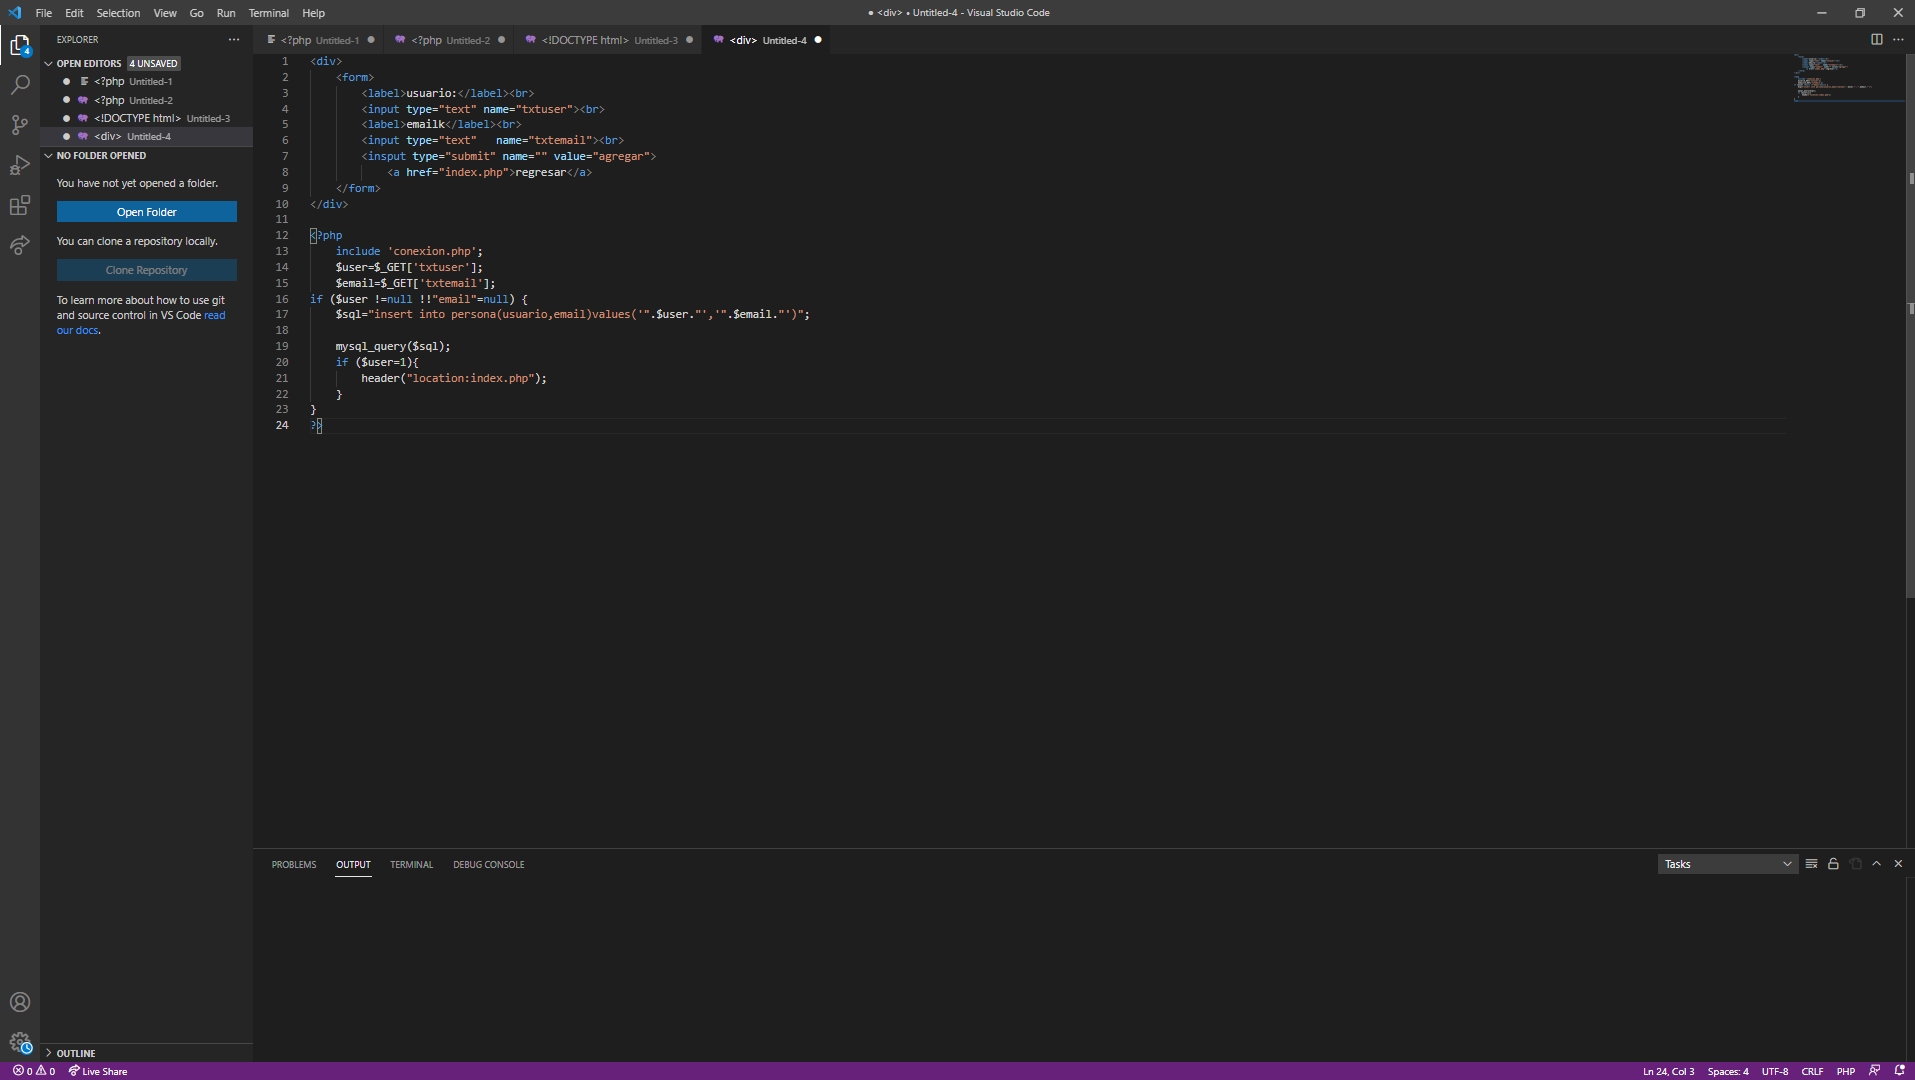 File Edit Selection View Go Run Terminal Help
● <div> • Untitled-4 - Visual Studio Code
EXPLORER
<?php Untitled-1
<?php Untitled-2
<!DOCTYPE html> Untitled-3
<div> Untitled-4
OPEN EDITORS 4 UNSAVED
<?php Untitled-1
<?php Untitled-2
<!DOCTYPE html> Untitled-3
<div> Untitled-4
NO FOLDER OPENED
You have not yet opened a folder.
Open Folder
You can clone a repository locally.
Clone Repository
To learn more about how to use git
and source control in VS Code read
our docs.
4
1 <div>
2 <form>
3 <label>usuario:</label><br>
4 <input type="text" name="txtuser"><br>
5 <label>emailk</label><br>
6 <input type="text"   name="txtemail"><br>
7 <insput type="submit" name="" value="agregar">
8 <a href="index.php">regresar</a>
9 </form>
10 </div>
11
12 <?php
13 include 'conexion.php';
14 $user=$_GET['txtuser'];
15 $email=$_GET['txtemail'];
16 if ($user !=null !!"email"=null) {
17 $sql="insert into persona(usuario,email)values('".$user."','".$email."')";
18
19 mysql_query($sql);
20 if ($user=1){
21 header("location:index.php");
22 }
23 }
24 ?>
PROBLEMS OUTPUT TERMINAL DEBUG CONSOLE
Tasks
OUTLINE
0 0 Live Share
Ln 24, Col 3 Spaces: 4 UTF-8 CRLF PHP